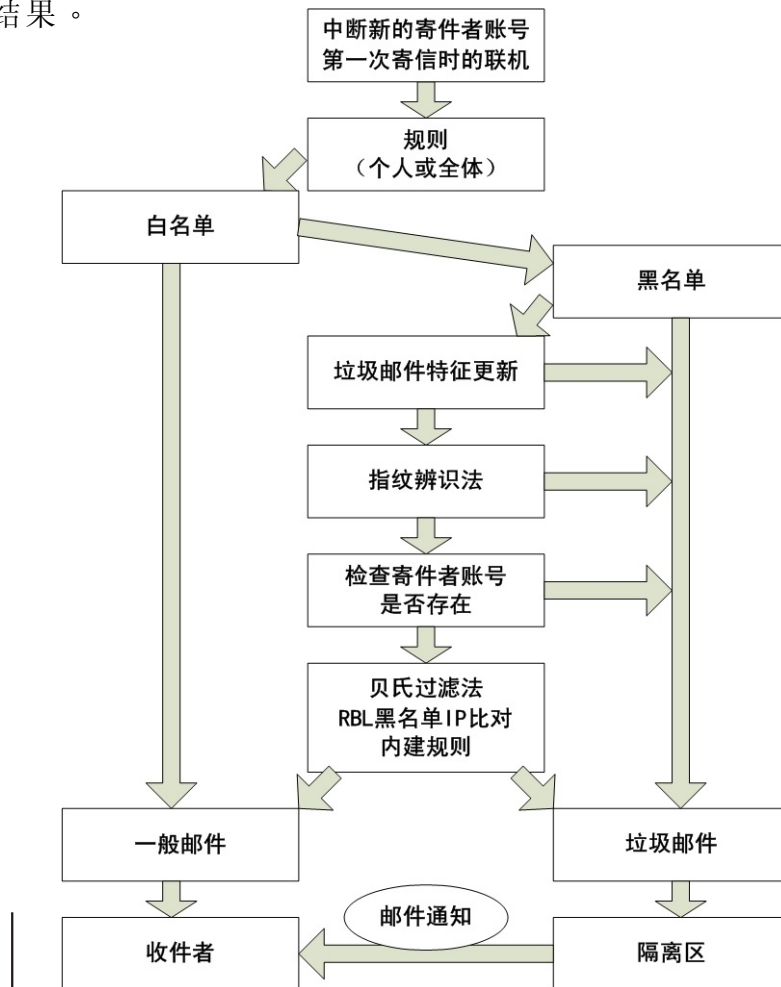 结果。
中断新的寄件者账号
第一次寄信时的联机
规则
（个人或全体）
白名单
黑名单
垃圾邮件特征更新
指纹辨识法
检查寄件者账号
是否存在
贝氏过滤法
RBL黑名单IP比对
内建规则
一般邮件
垃圾邮件
邮件通知
收件者
隔离区